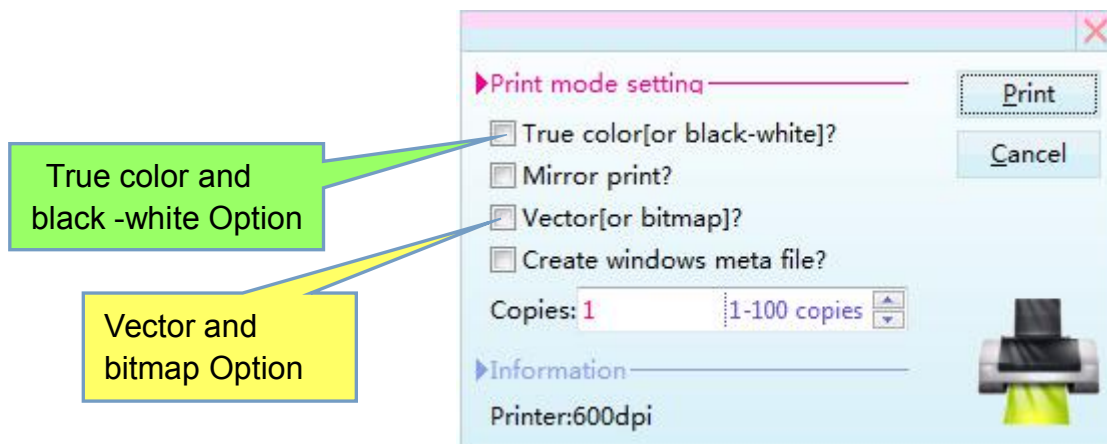 Print mode setting
Print
True color[or black-white]?
Cancel
True color and
black -white Option
Mirror print?
Vector[or bitmap]?
Create windows meta file?
Copies: 1 1-100 copies
Vector and
bitmap Option
Information
Printer:600dpi